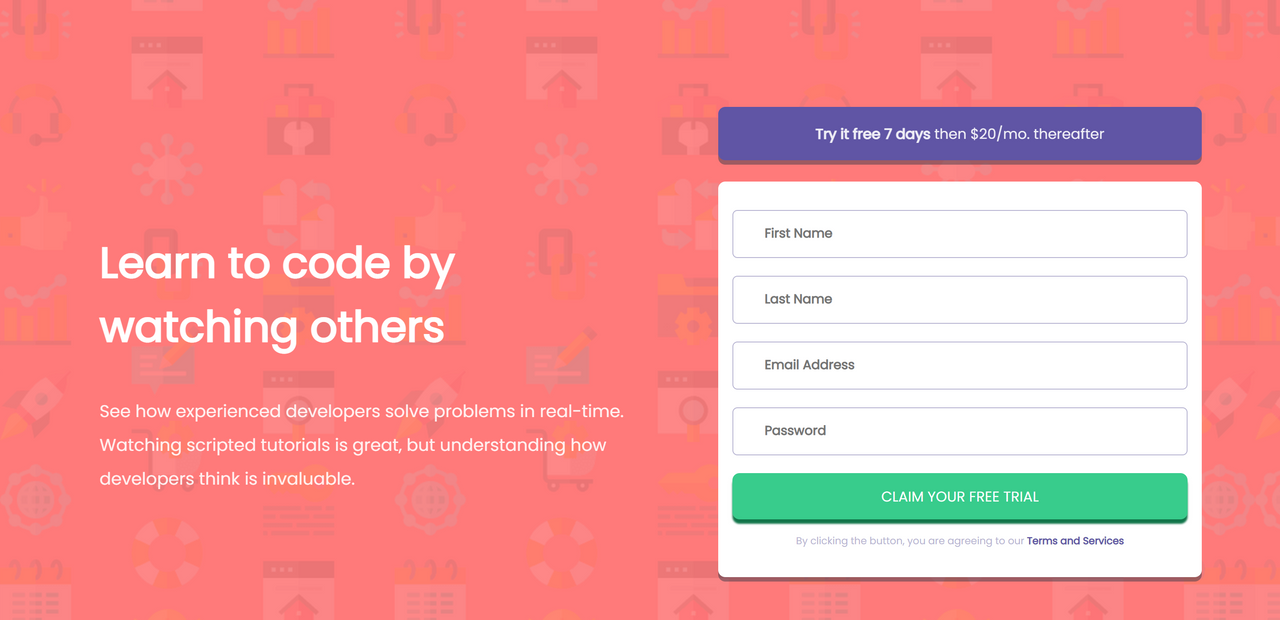 Learn to code by
watching others
See how experienced developers solve problems in real-time.
Watching scripted tutorials is great, but understanding how
developers think is invaluable.
Try it free 7 days then $20/mo. thereafter
First Name
Last Name
Email Address
Password
CLAIM YOUR FREE TRIAL
By clicking the button, you are agreeing to our Terms and Services